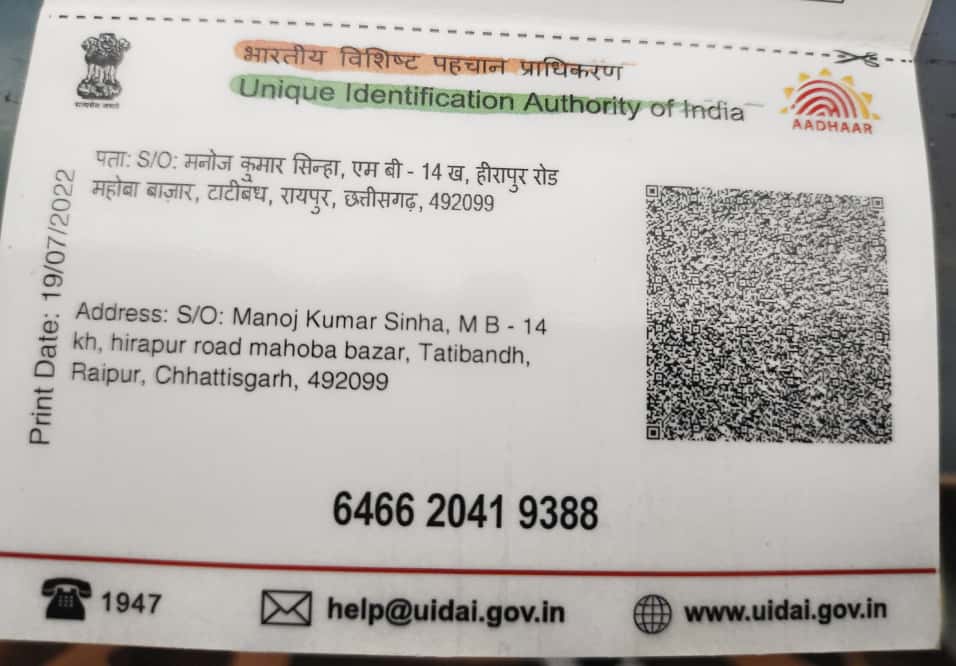 भारतीय विशिष्ट पहचान प्राधिकरण
Unique Identification Authority of India
सत्यमेव जयते
AADHAAR
पता: S/O: मनोज कुमार सिन्हा, एम बी - 14 ख, हीरापुर रोड
महोबा बाज़ार, टाटीबंध, रायपुर, छत्तीसगढ़, 492099
Print Date: 19/07/2022
Address: S/O: Manoj Kumar Sinha, M B - 14
kh, hirapur road mahoba bazar, Tatibandh,
Raipur, Chhattisgarh, 492099
6466 2041 9388
1947
help@uidai.gov.in
www.uidai.gov.in